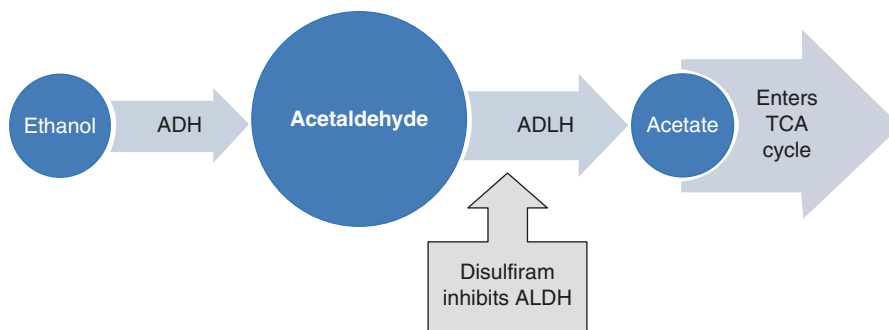 Ethanol
ADH
Acetaldehyde
ADLH
Acetate
Enters
TCA
cycle
Disulfiram
inhibits ALDH